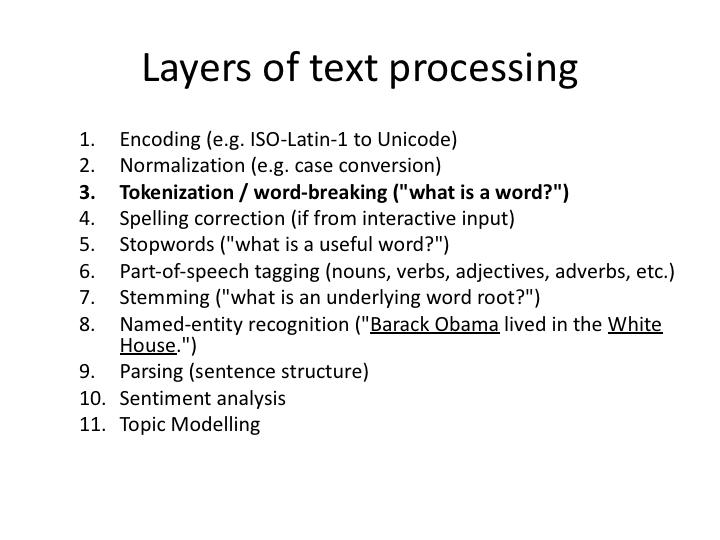 Layers of text processing
1. Encoding (e.g. ISO-Latin-1 to Unicode)
2. Normalization (e.g. case conversion)
3. Tokenization / word-breaking ("what is a word?")
4. Spelling correction (if from interactive input)
5. Stopwords ("what is a useful word?")
6. Part-of-speech tagging (nouns, verbs, adjectives, adverbs, etc.)
7. Stemming ("what is an underlying word root?")
8. Named-entity recognition ("Barack Obama lived in the White
House.")
9. Parsing (sentence structure)
10. Sentiment analysis
11. Topic Modelling